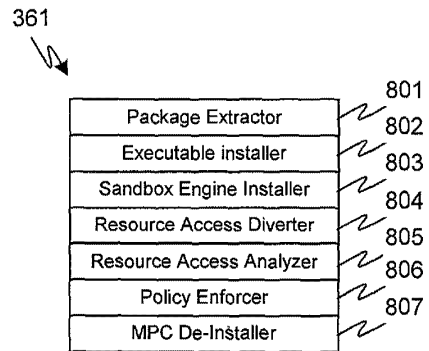 361
801
Package Extractor
802
Executable installer
803
Sandbox Engine Installer
804
Resource Access Diverter
805
Resource Access Analyzer
806
Policy Enforcer
807
MPC De-Installer